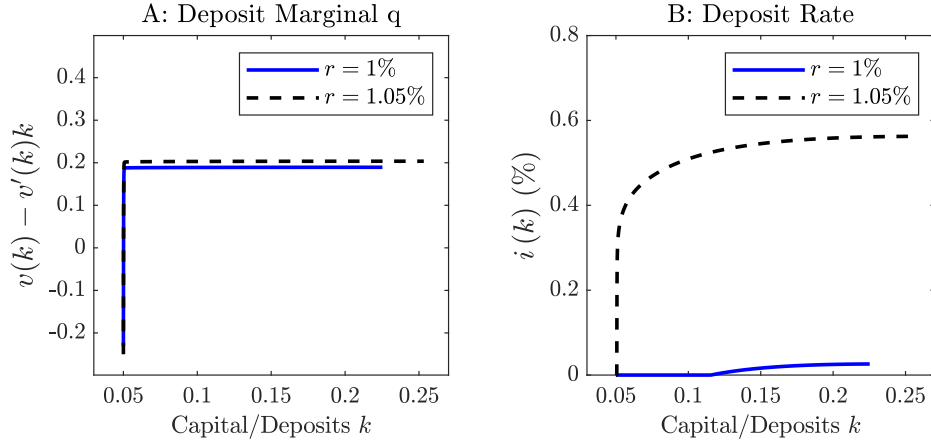 A: Deposit Marginal q
v(k) − v′(k)k
0.4
0.3
0.2
0.1
0
-0.1
-0.2
r = 1%
r = 1.05%
0.05 0.1 0.15 0.2 0.25
Capital/Deposits k
B: Deposit Rate
i (k) (%)
0.8
0.6
0.4
0.2
0
r = 1%
r = 1.05%
0.05 0.1 0.15 0.2 0.25
Capital/Deposits k